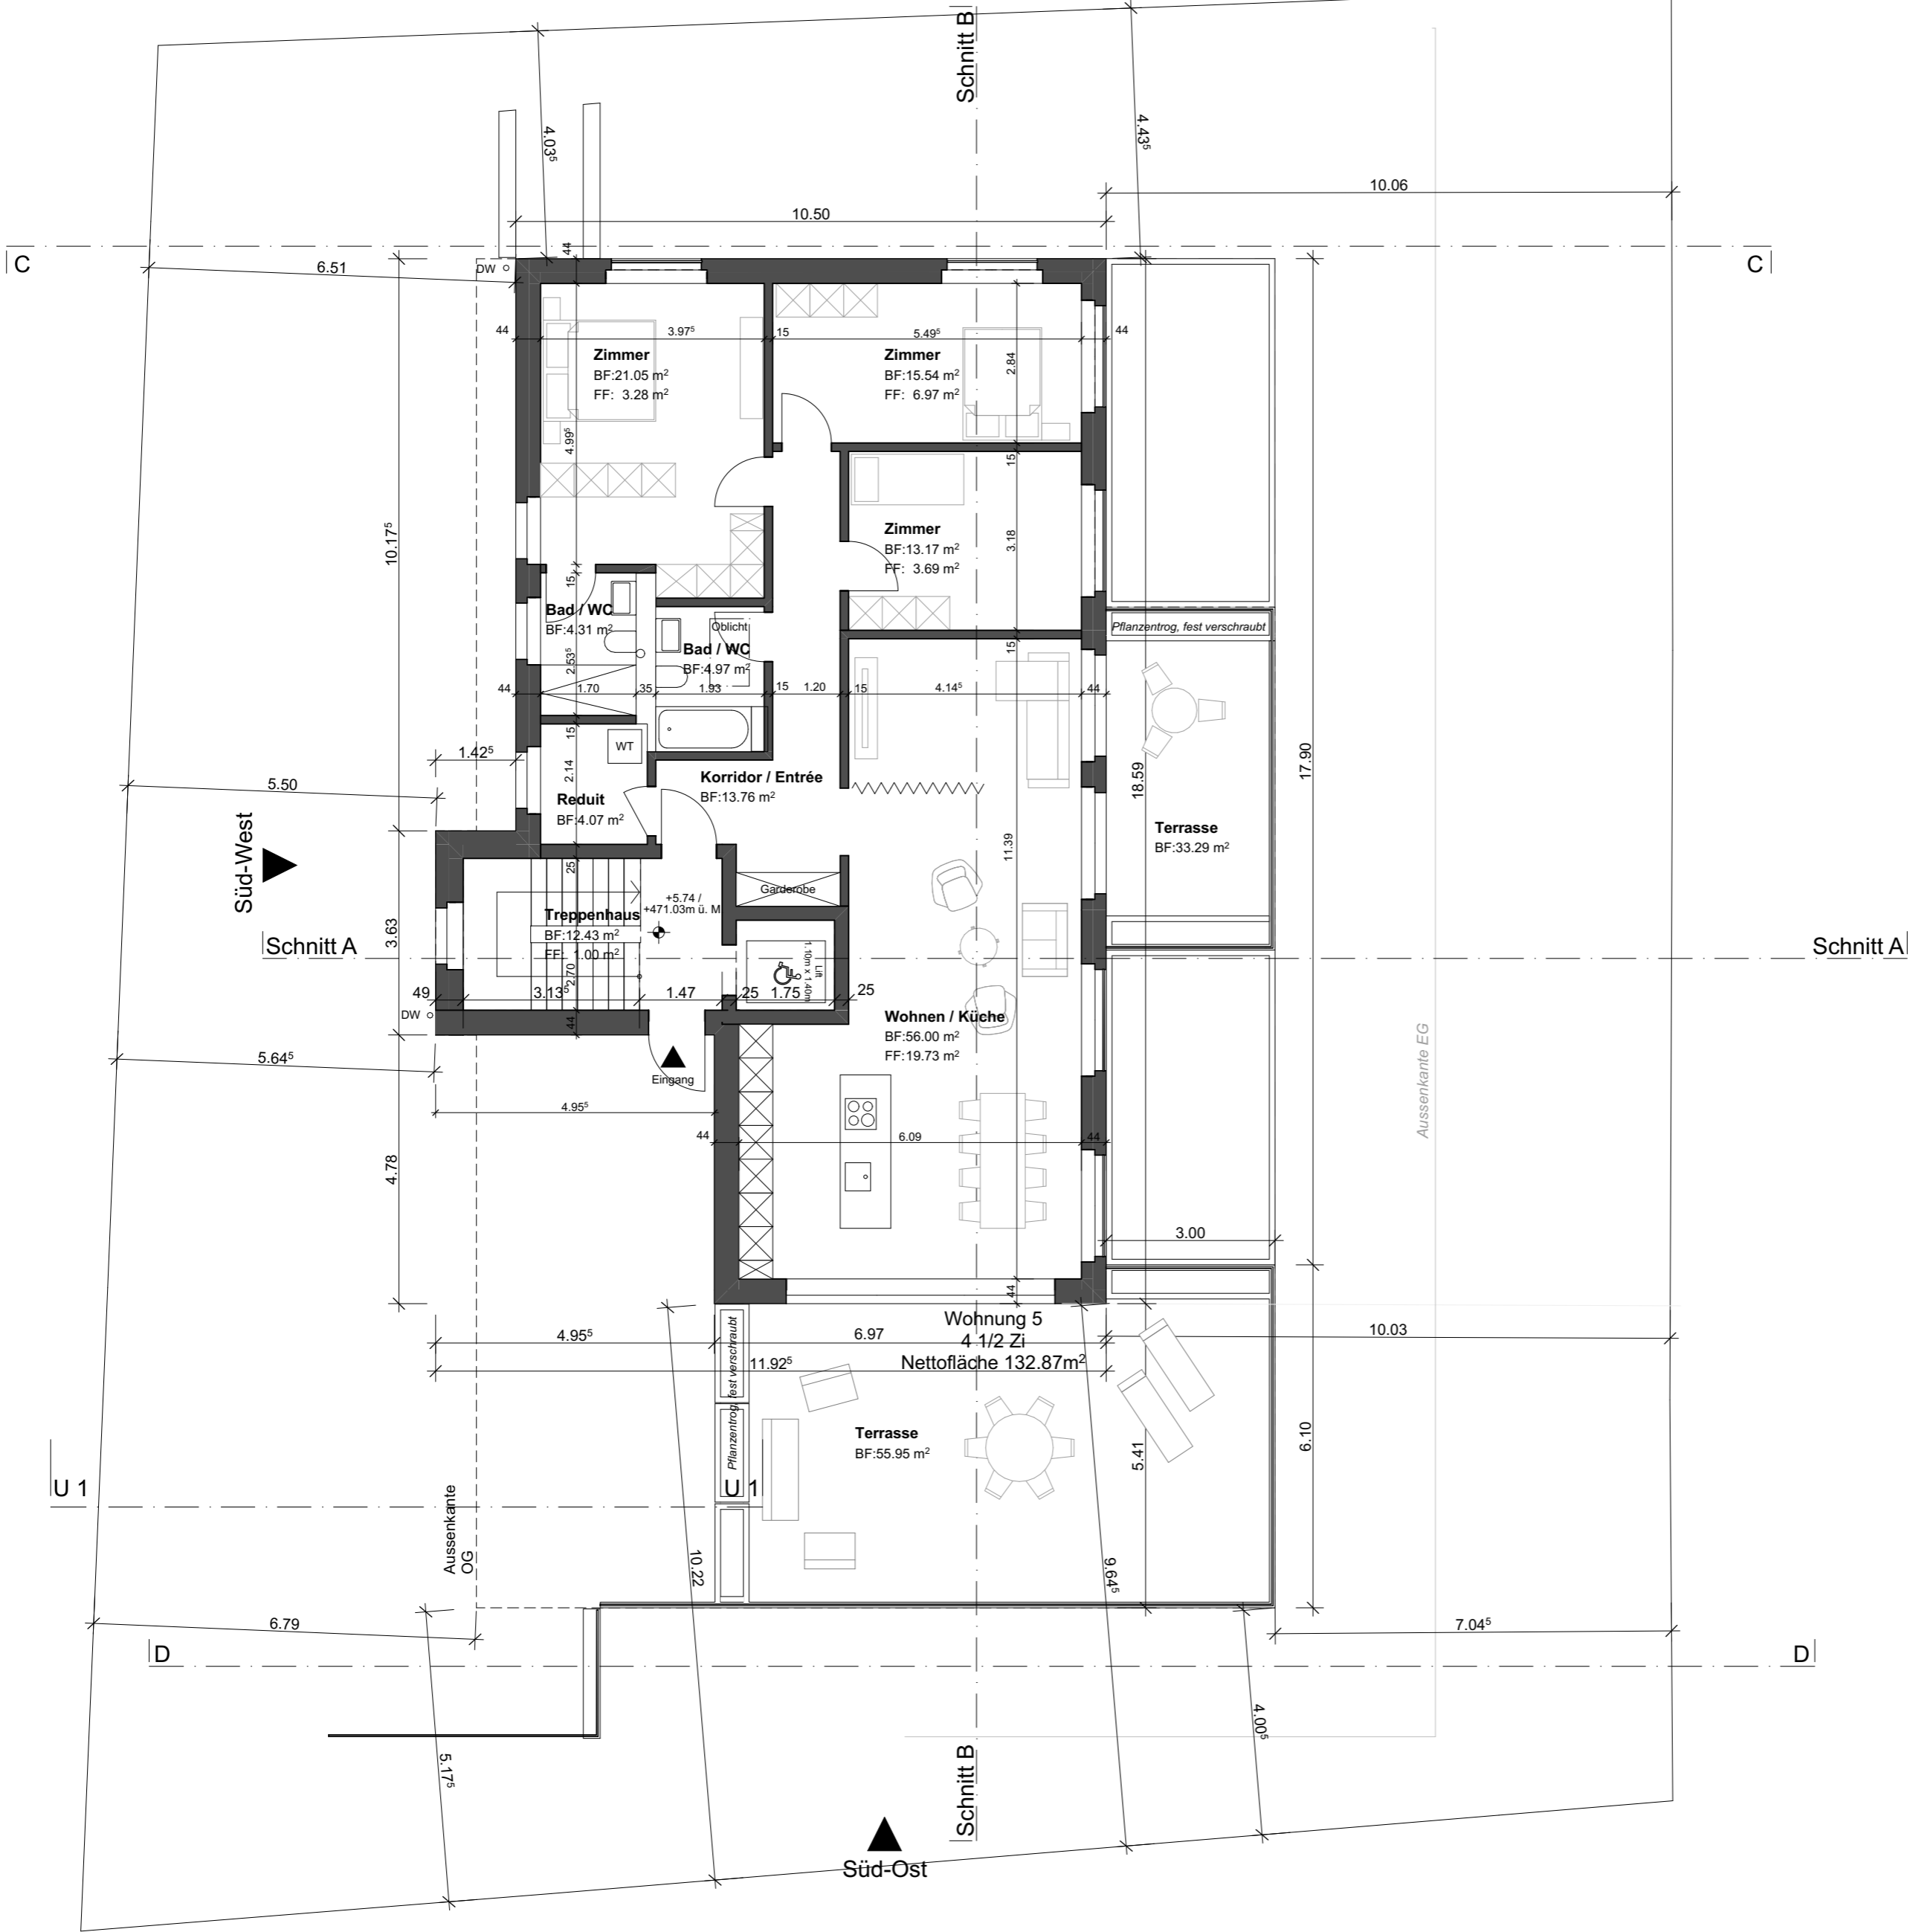 Schnitt B
4.03⁵
4.43⁵
10.06
10.50
C
C
6.51
DW
44
44
3.97⁵
15
5.49⁵
44
Zimmer
BF:21.05 m²
FF: 3.28 m²
Zimmer
BF:15.54 m²
FF: 6.97 m²
2.84
4.99⁵
15
10.17⁵
Zimmer
BF:13.17 m²
FF: 3.69 m²
3.18
15
Bad / WC
BF:4.31 m²
Oblicht
Bad / WC
BF:4.97 m²
Pflanzentrog, fest verschraubt
15
2.53⁵
44
1.70
35
1.93
15
1.20
15
4.14⁵
44
15
WT
1.42⁵
2.14
5.50
Korridor / Entrée
BF:13.76 m²
18.59
17.90
Reduit
BF:4.07 m²
Terrasse
BF:33.29 m²
11.39
Süd-West
25
Garderobe
+5.74 /
+471.03m ü. M
Treppenhaus
BF:12.43 m²
FF: 1.00 m²
3.63
Schnitt A
Schnitt A
Lift
1.10m x 1.40m
2.70
49
3.13⁵
1.47
25
1.75
25
DW
44
Wohnen / Küche
BF:56.00 m²
FF:19.73 m²
5.64⁵
Eingang
Aussenkante EG
4.95⁵
44
6.09
44
4.78
3.00
44
Wohnung 5
4 1/2 Zi
Nettofläche 132.87m²
4.95⁵
6.97
10.03
11.92⁵
Pflanzentrog, fest verschraubt
Terrasse
BF:55.95 m²
5.41
6.10
U 1
U 1
Aussenkante
OG
10.22
9.64⁵
6.79
7.04⁵
D
D
4.00⁵
5.17⁵
Schnitt B
Süd-Ost